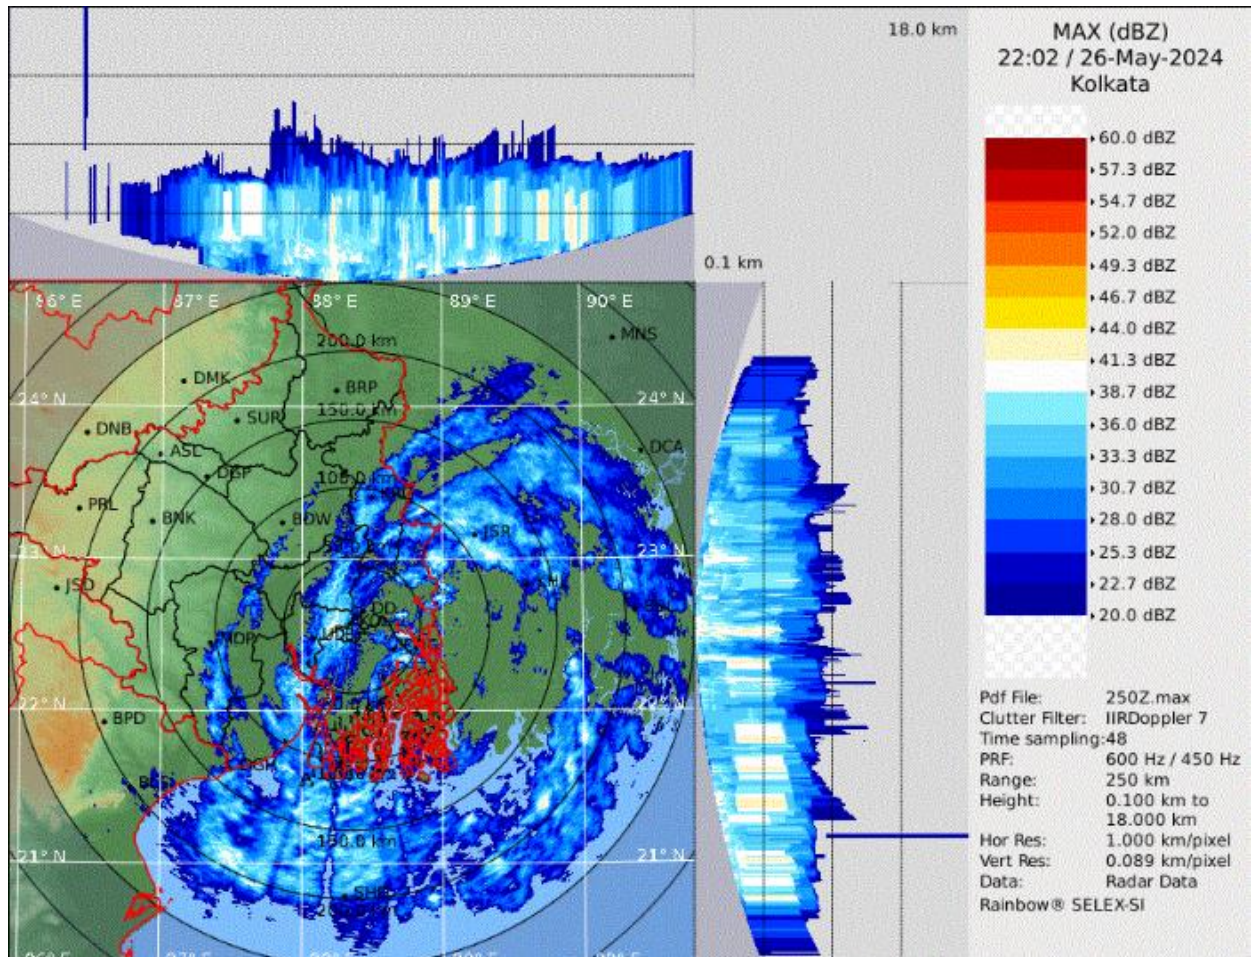 18.0 km
MAX (dBZ)
22:02 / 26-May-2024
Kolkata
60.0 dBZ
57.3 dBZ
54.7 dBZ
52.0 dBZ
49.3 dBZ
46.7 dBZ
44.0 dBZ
41.3 dBZ
38.7 dBZ
36.0 dBZ
33.3 dBZ
30.7 dBZ
28.0 dBZ
25.3 dBZ
22.7 dBZ
20.0 dBZ
0.1 km
86° E 87° E 88° E 89° E 90° E
MNS
200.0 km
DMK
BRP
24° N 24° N
150.0 km
SUR
DNB
ASL
DCA
DGP
100.0 km
PRL
BNK
BDW
JSR
23° N 23° N
JSD
DD
MDP
22° N
BPD
150.0 km
21° N 21° N
SHB
Pdf File: 250Z.max
Clutter Filter: IIRDoppler 7
Time sampling:48
PRF: 600 Hz / 450 Hz
Range: 250 km
Height: 0.100 km to
18.000 km
Hor Res: 1.000 km/pixel
Vert Res: 0.089 km/pixel
Data: Radar Data
Rainbow® SELEX-SI